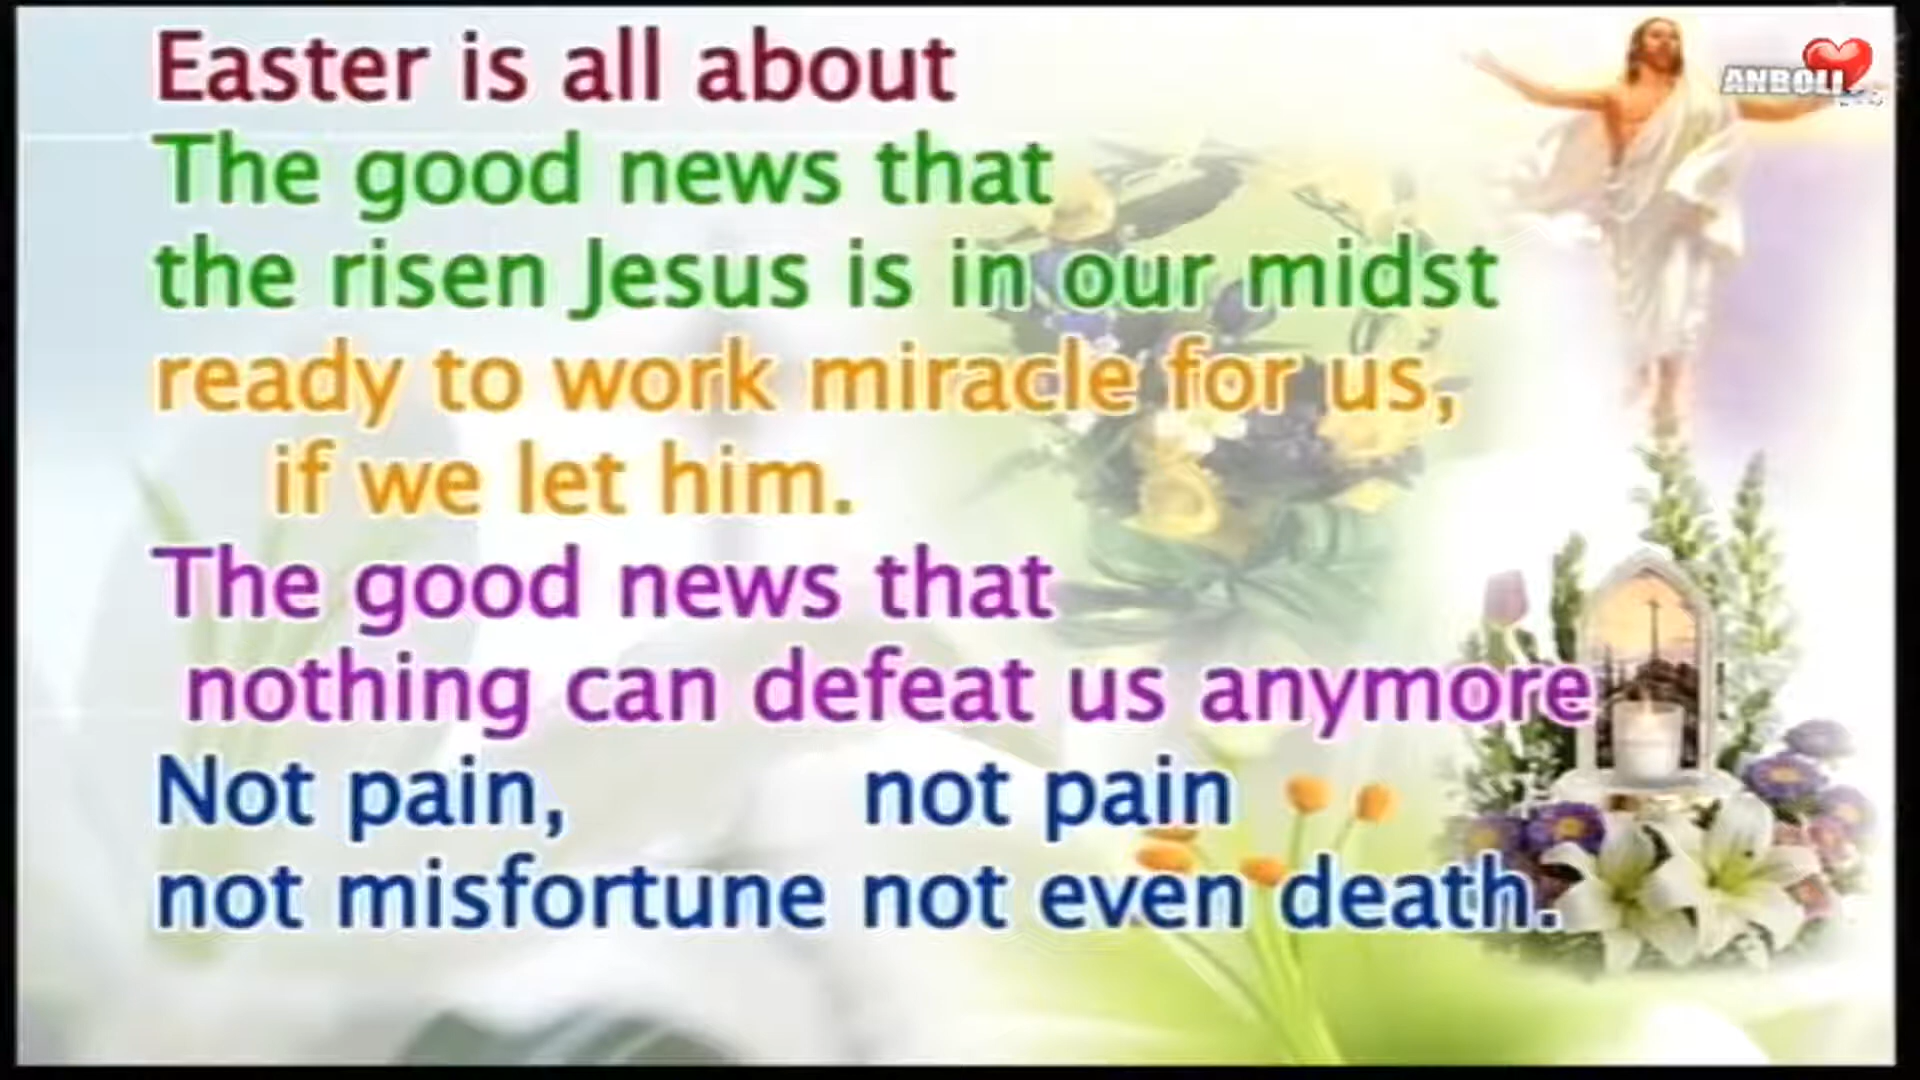 Easter is all about
The good news that
the risen Jesus is in our midst
ready to work miracle for us,
if we let him.
The good news that
nothing can defeat us anymore
Not pain, not pain
not misfortune not even death.